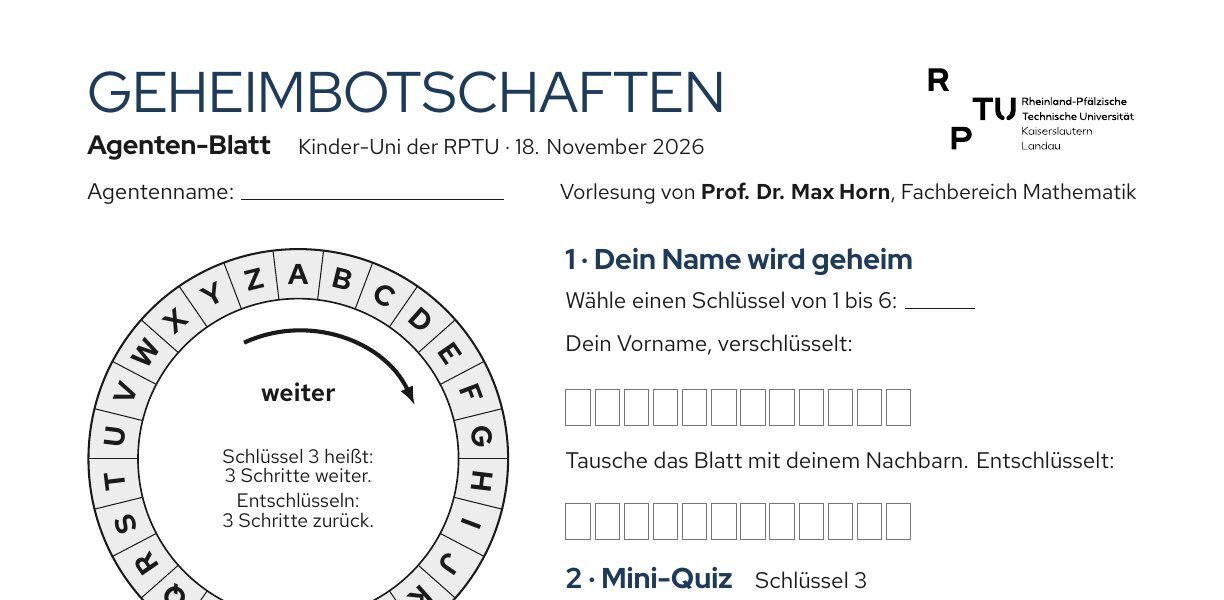 GEHEIMBOTSCHAFTEN
Agenten-Blatt Kinder-Uni der RPTU · 18. November 2026
R
P
TU
Rheinland-Pfälzische
Technische Universität
Kaiserslautern
Landau
Agentenname:
Vorlesung von Prof. Dr. Max Horn, Fachbereich Mathematik
A B C D E F G H I J K
Q R S T U V W X Y Z
weiter
Schlüssel 3 heißt:
3 Schritte weiter.
Entschlüsseln:
3 Schritte zurück.
1 · Dein Name wird geheim
Wähle einen Schlüssel von 1 bis 6:
Dein Vorname, verschlüsselt:
Tausche das Blatt mit deinem Nachbarn. Entschlüsselt:
2 · Mini-Quiz Schlüssel 3